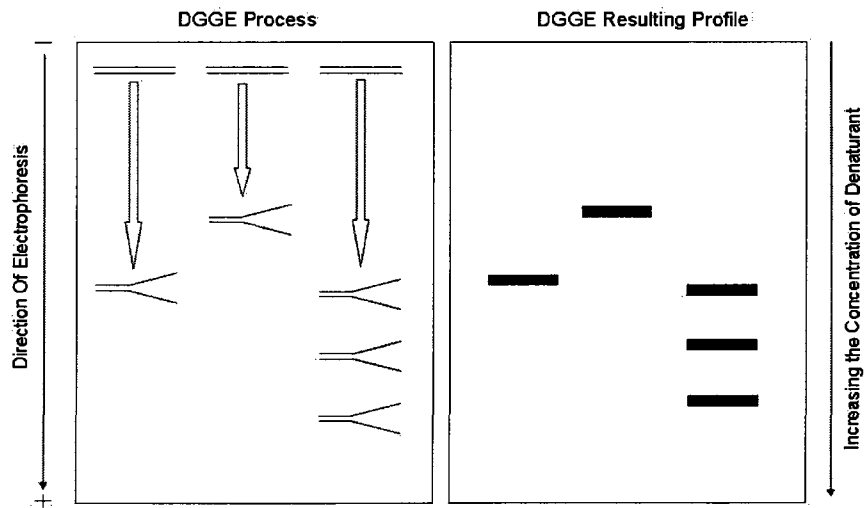 DGGE Process
DGGE Resulting Profile
−
Direction Of Electrophoresis
+
Increasing the Concentration of Denaturant